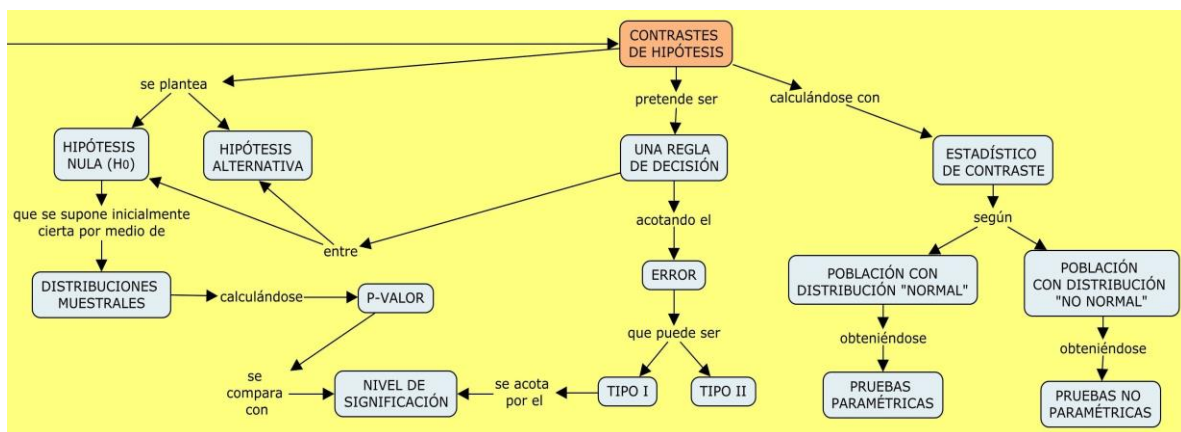 CONTRASTES
DE HIPÓTESIS
se plantea
pretende ser
calculándose con
HIPÓTESIS
NULA (H0)
HIPÓTESIS
ALTERNATIVA
UNA REGLA
DE DECISIÓN
ESTADÍSTICO
DE CONTRASTE
que se supone inicialmente
cierta por medio de
entre
acotando el
según
DISTRIBUCIONES
MUESTRALES
calculándose
P-VALOR
ERROR
POBLACIÓN CON
DISTRIBUCIÓN "NORMAL"
POBLACIÓN
CON DISTRIBUCIÓN
"NO NORMAL"
que puede ser
obteniéndose
obteniéndose
se
compara
con
NIVEL DE
SIGNIFICACIÓN
se acota
por el
TIPO I
TIPO II
PRUEBAS
PARAMÉTRICAS
PRUEBAS NO
PARAMÉTRICAS